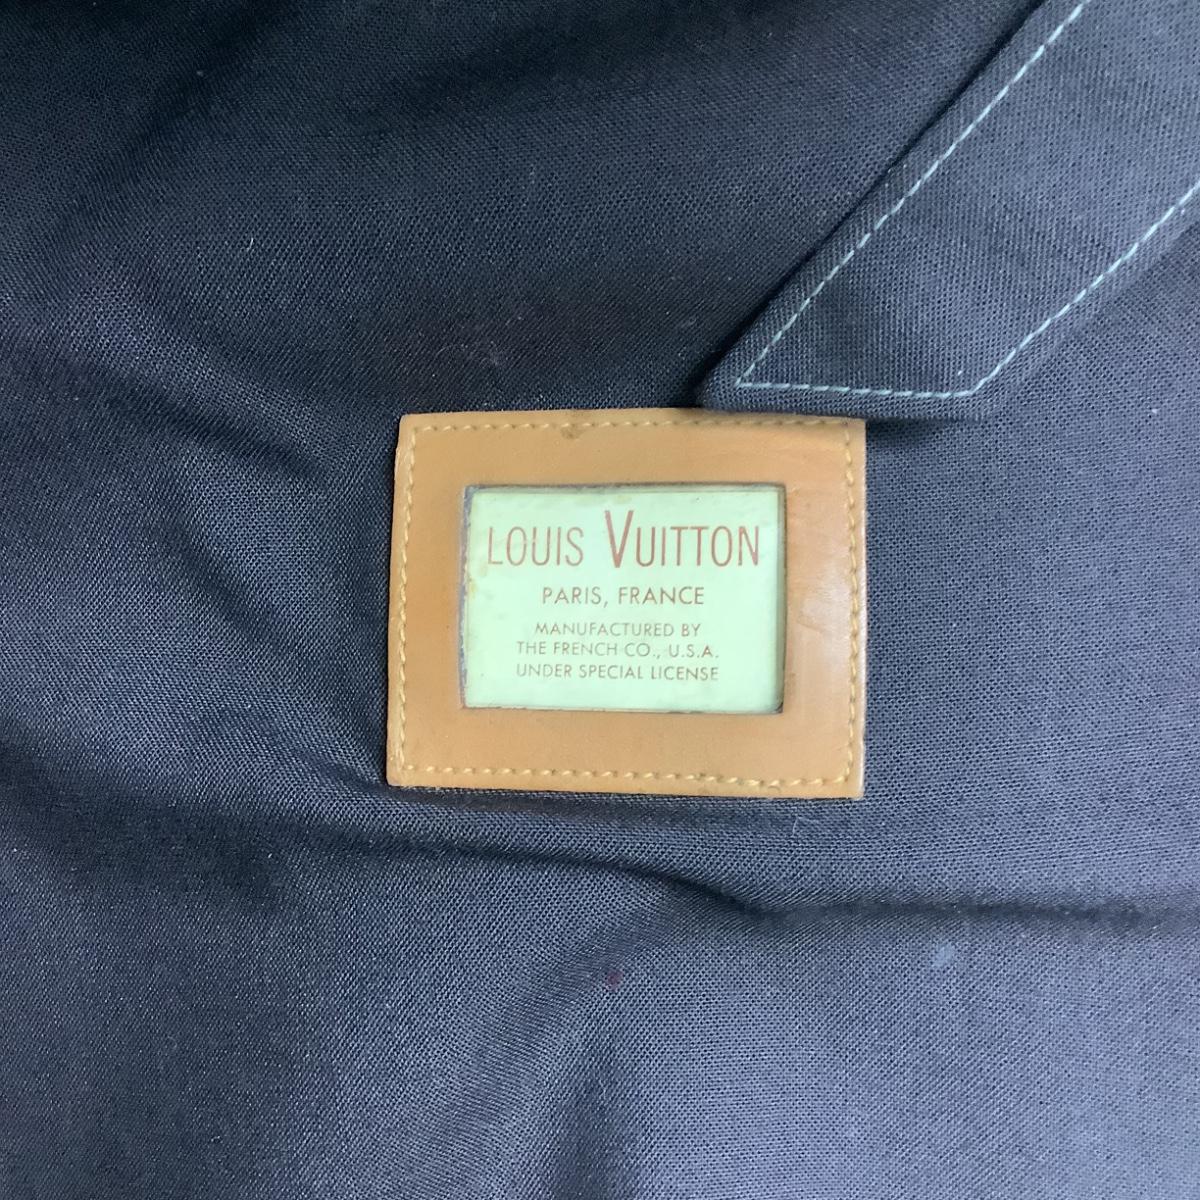 LOUIS VUITTON
PARIS, FRANCE
MANUFACTURED BY
THE FRENCH CO., U.S.A.
UNDER SPECIAL LICENSE